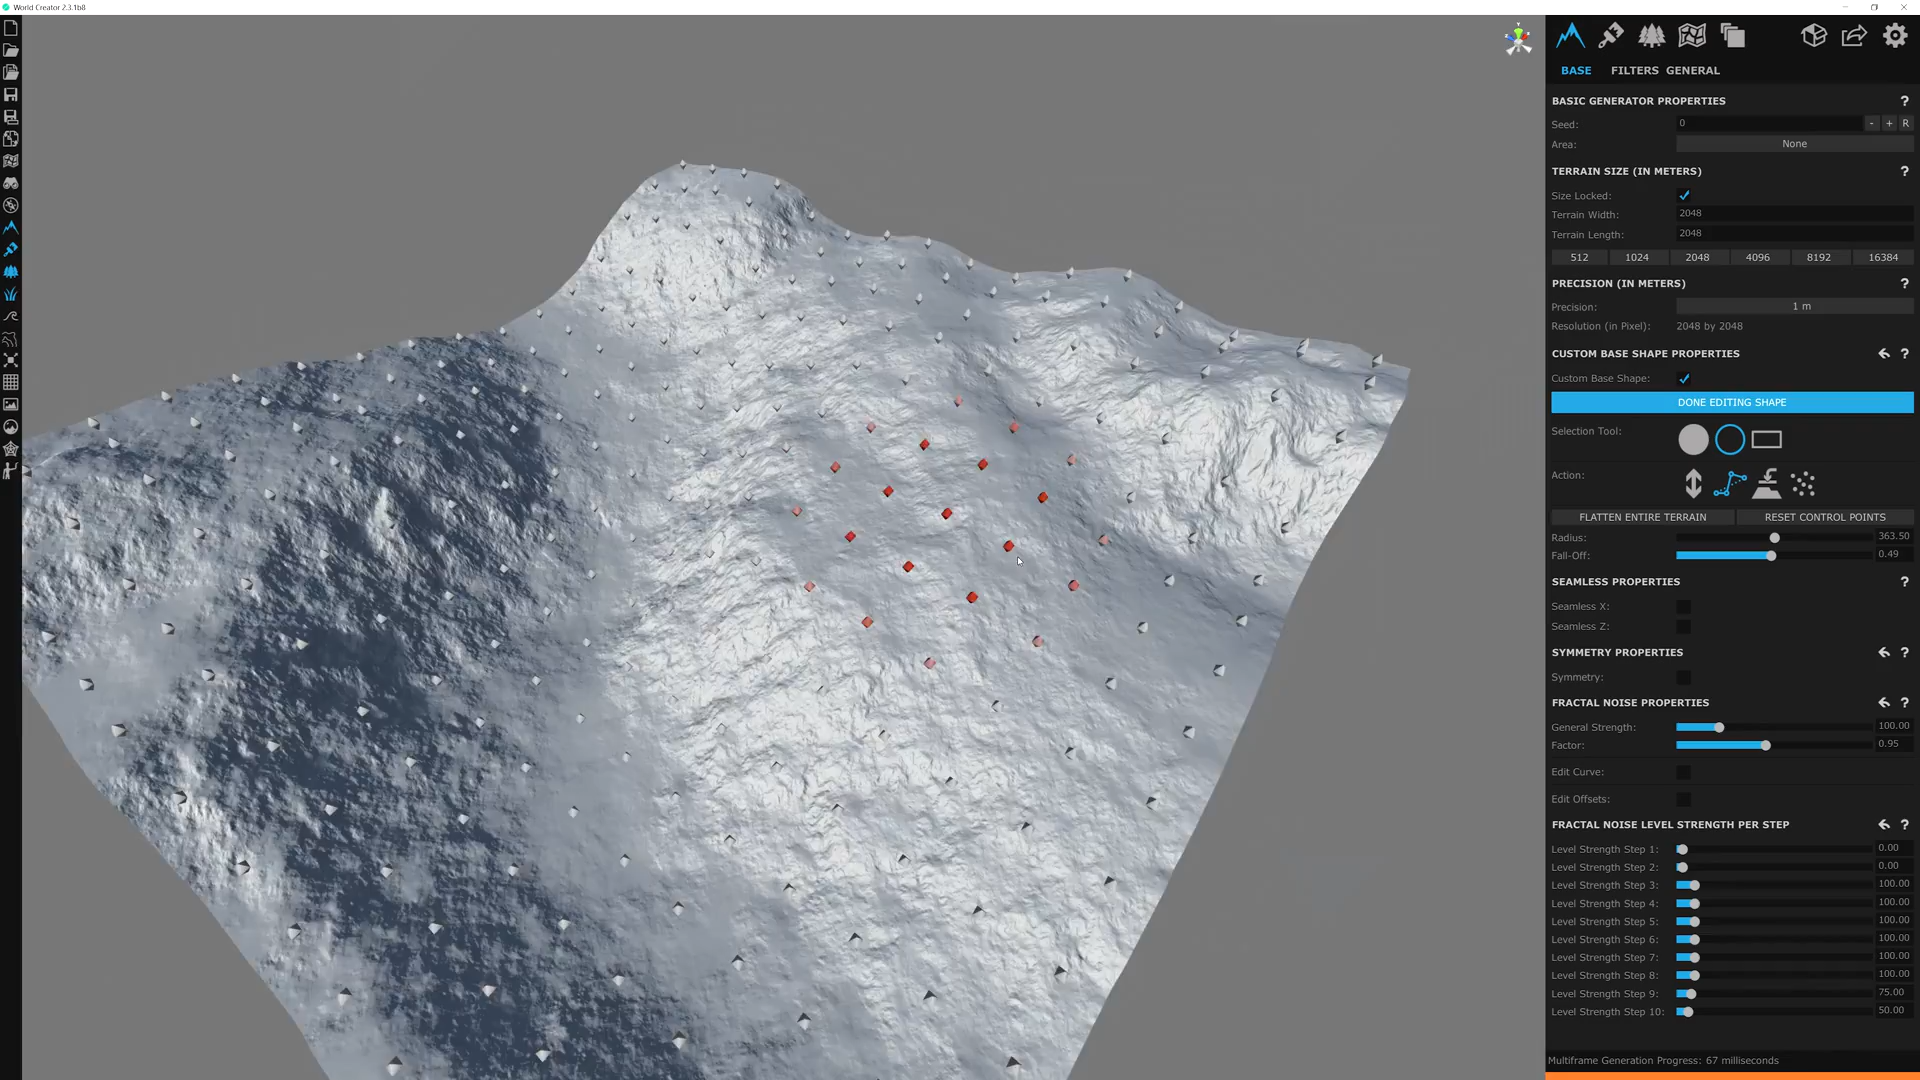 World Creator 2.3.1b8
BASE FILTERS GENERAL
BASIC GENERATOR PROPERTIES ?
Seed: 0 - + R
Area: None
TERRAIN SIZE (IN METERS) ?
Size Locked:
Terrain Width: 2048
Terrain Length: 2048
512 1024 2048 4096 8192 16384
PRECISION (IN METERS) ?
Precision: 1 m
Resolution (in Pixel): 2048 by 2048
CUSTOM BASE SHAPE PROPERTIES ?
Custom Base Shape:
DONE EDITING SHAPE
Selection Tool:
Action:
FLATTEN ENTIRE TERRAIN RESET CONTROL POINTS
Radius: 363.50
Fall-Off: 0.49
SEAMLESS PROPERTIES ?
Seamless X:
Seamless Z:
SYMMETRY PROPERTIES ?
Symmetry:
FRACTAL NOISE PROPERTIES ?
General Strength: 100.00
Factor: 0.95
Edit Curve:
Edit Offsets:
FRACTAL NOISE LEVEL STRENGTH PER STEP ?
Level Strength Step 1: 0.00
Level Strength Step 2: 0.00
Level Strength Step 3: 100.00
Level Strength Step 4: 100.00
Level Strength Step 5: 100.00
Level Strength Step 6: 100.00
Level Strength Step 7: 100.00
Level Strength Step 8: 100.00
Level Strength Step 9: 75.00
Level Strength Step 10: 50.00
Multiframe Generation Progress: 67 milliseconds